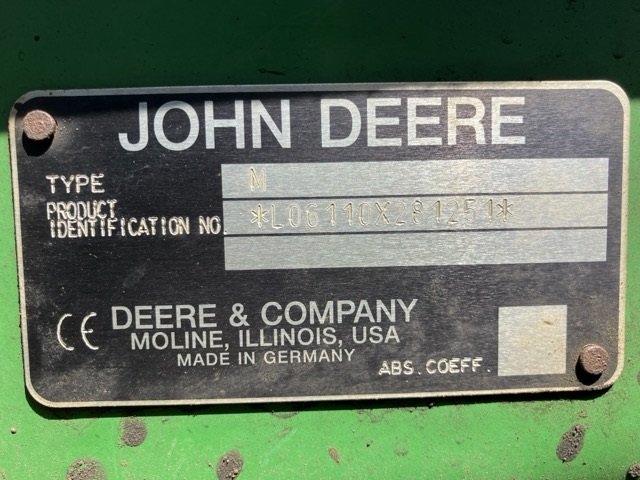 JOHN DEERE
TYPE M
PRODUCT
IDENTIFICATION NO. *L06110X281251*
CE DEERE & COMPANY
MOLINE, ILLINOIS, USA
MADE IN GERMANY
ABS. COEFF.